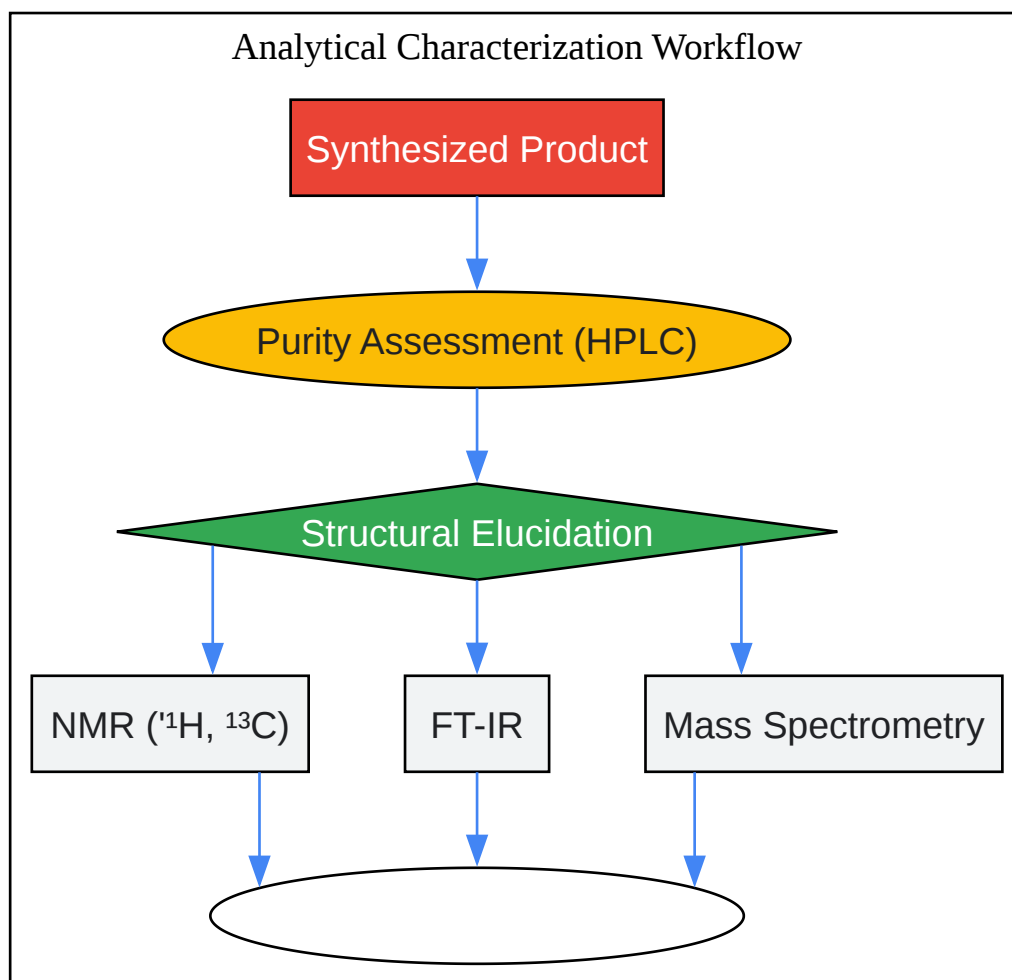 Analytical Characterization Workflow
Synthesized Product
Purity Assessment (HPLC)
Structural Elucidation
NMR ('¹H, ¹³C)
FT-IR
Mass Spectrometry